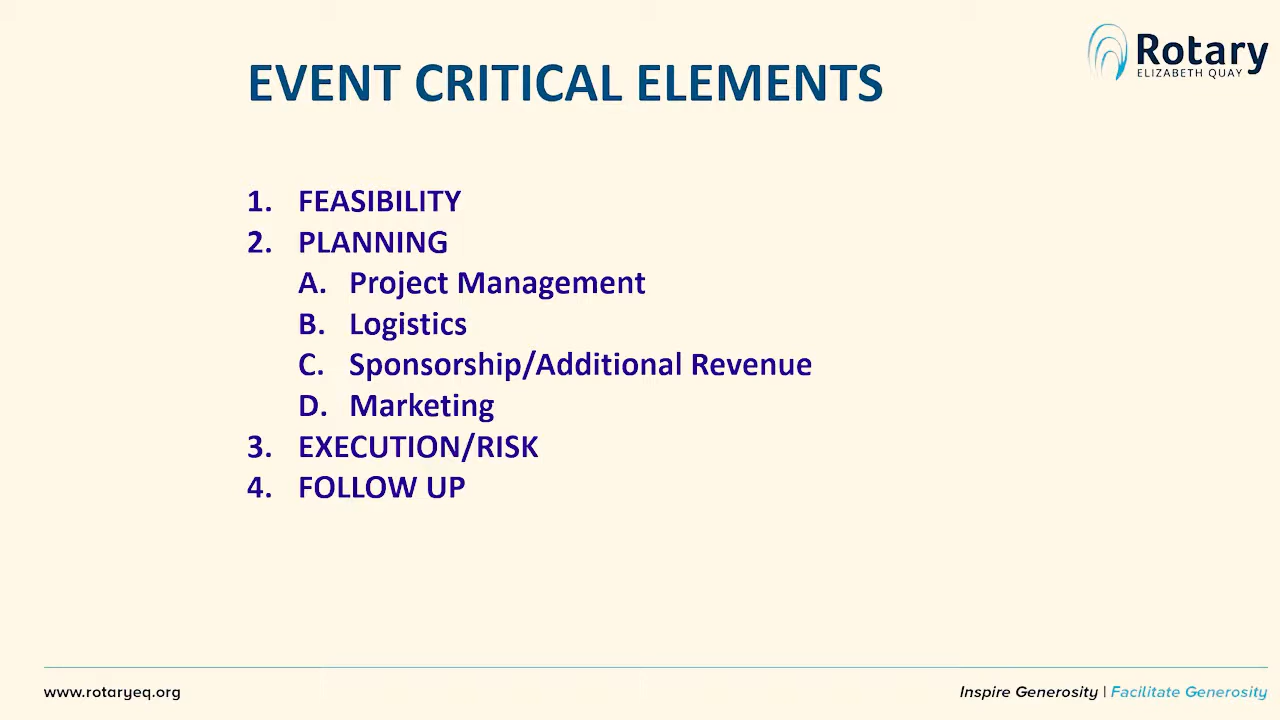 Rotary
ELIZABETH QUAY
EVENT CRITICAL ELEMENTS
1. FEASIBILITY
2. PLANNING
A. Project Management
B. Logistics
C. Sponsorship/Additional Revenue
D. Marketing
3. EXECUTION/RISK
4. FOLLOW UP
www.rotaryeq.org
Inspire Generosity | Facilitate Generosity